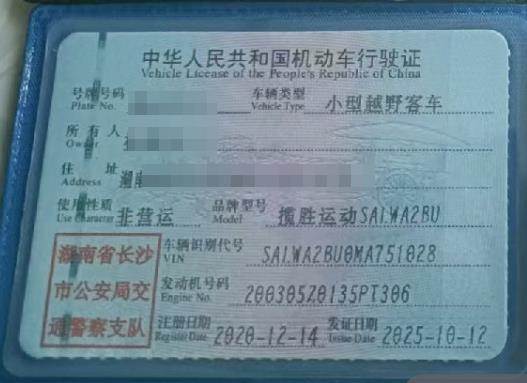 中华人民共和国机动车行驶证
Vehicle License of the People's Republic of China
号牌号码 Plate No. 车辆类型 Vehicle Type 小型越野客车
所有人 Owner
住址 Address 湖南
使用性质 Use Character 非营运 品牌型号 Model 揽胜运动SALWA2BU
湖南省长沙
市公安局交
通警察支队
车辆识别代号 VIN SALWA2BU0MA751028
发动机号码 Engine No. 20030520135PT306
注册日期 Register Date 2020-12-14 发证日期 Issue Date 2025-10-12